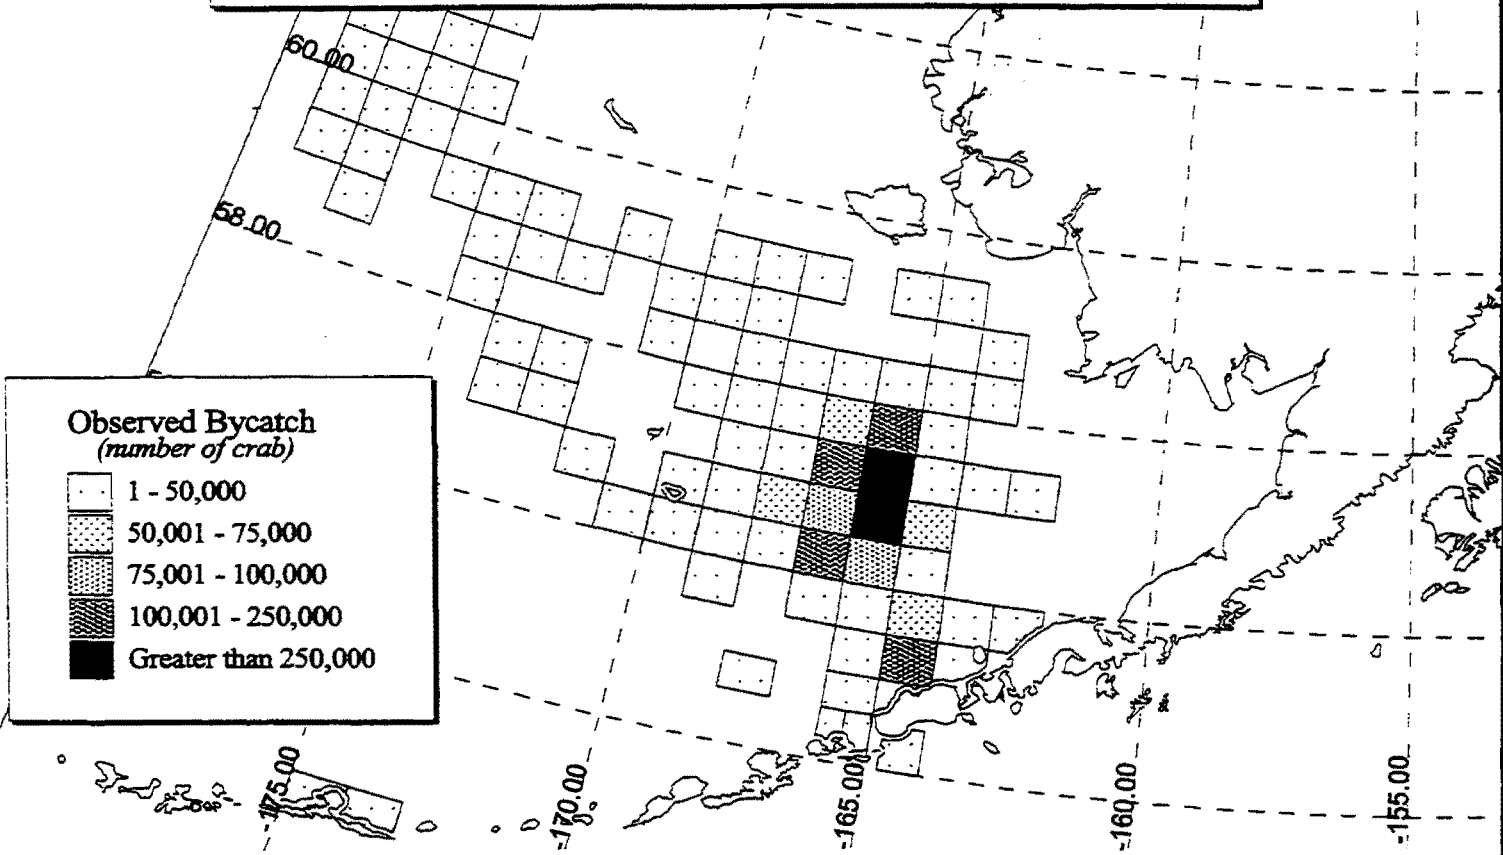 60.00
58.00
Observed Bycatch
(number of crab)
1 - 50,000
50,001 - 75,000
75,001 - 100,000
100,001 - 250,000
Greater than 250,000
-175.00
-170.00
-165.00
-160.00
-155.00